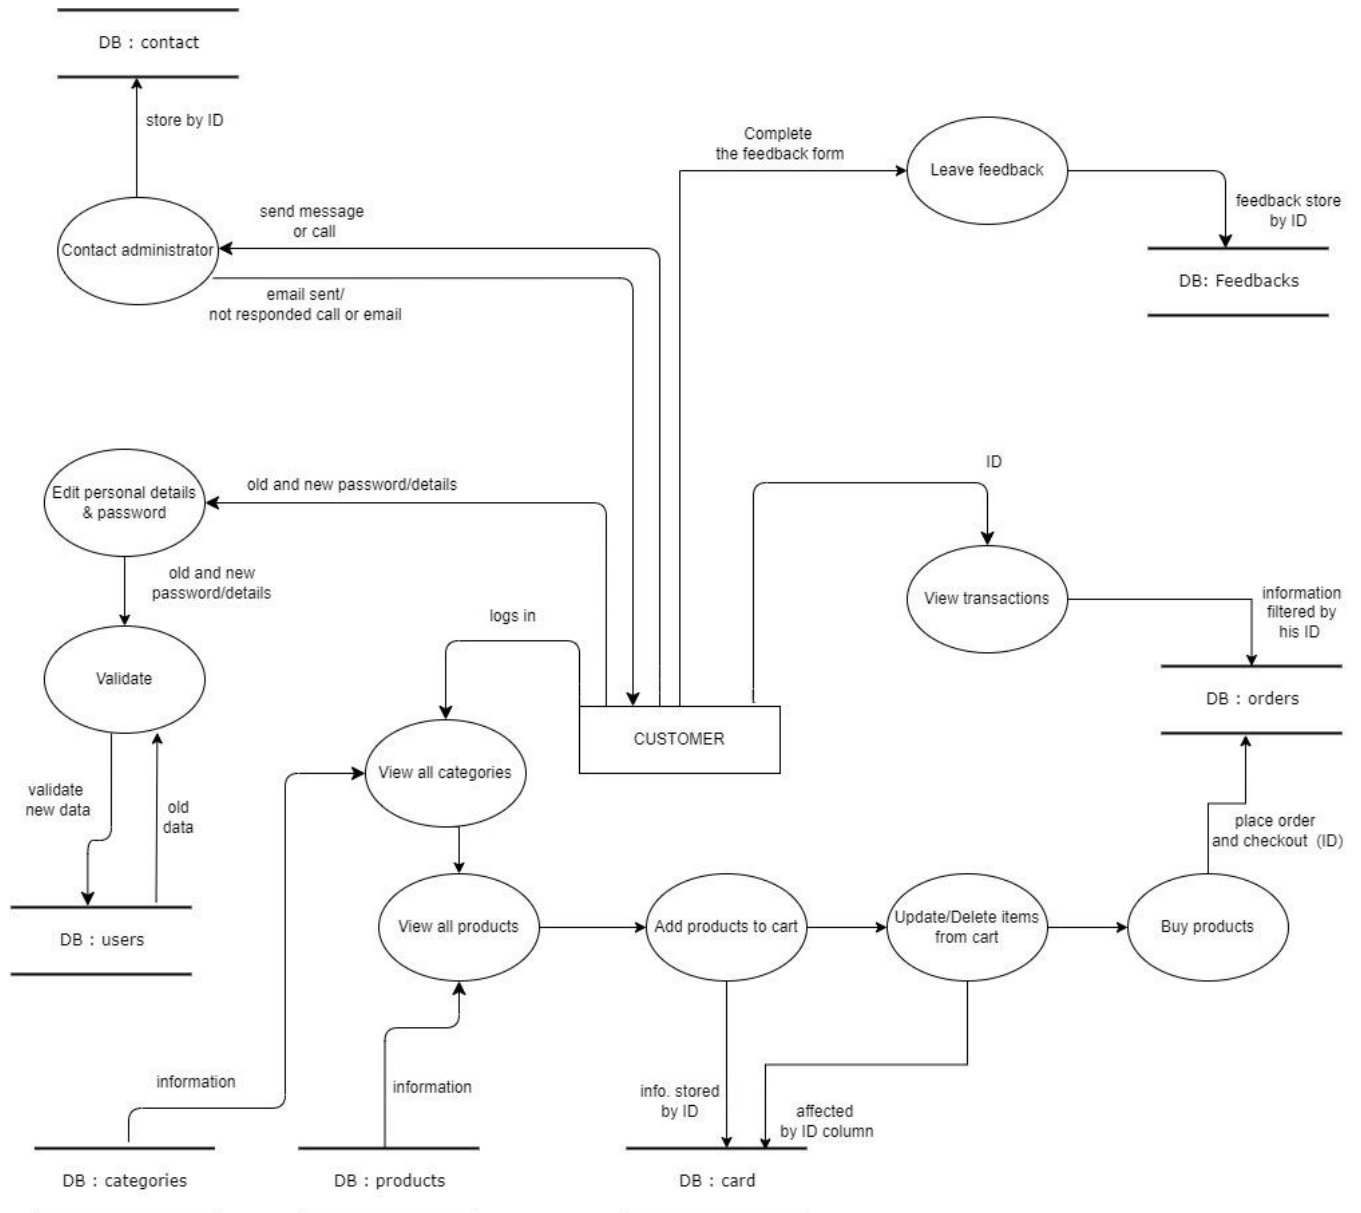 DB : contact
store by ID
Complete
the feedback form
Leave feedback
feedback store
by ID
send message
or call
Contact administrator
email sent/
not responded call or email
DB: Feedbacks
ID
old and new password/details
Edit personal details
& password
old and new
password/details
View transactions
information
filtered by
his ID
logs in
Validate
DB : orders
CUSTOMER
View all categories
validate
new data
old
data
place order
and checkout (ID)
View all products
Add products to cart
Update/Delete items
from cart
Buy products
DB : users
information
information
info. stored
by ID
affected
by ID column
DB : categories
DB : products
DB : card